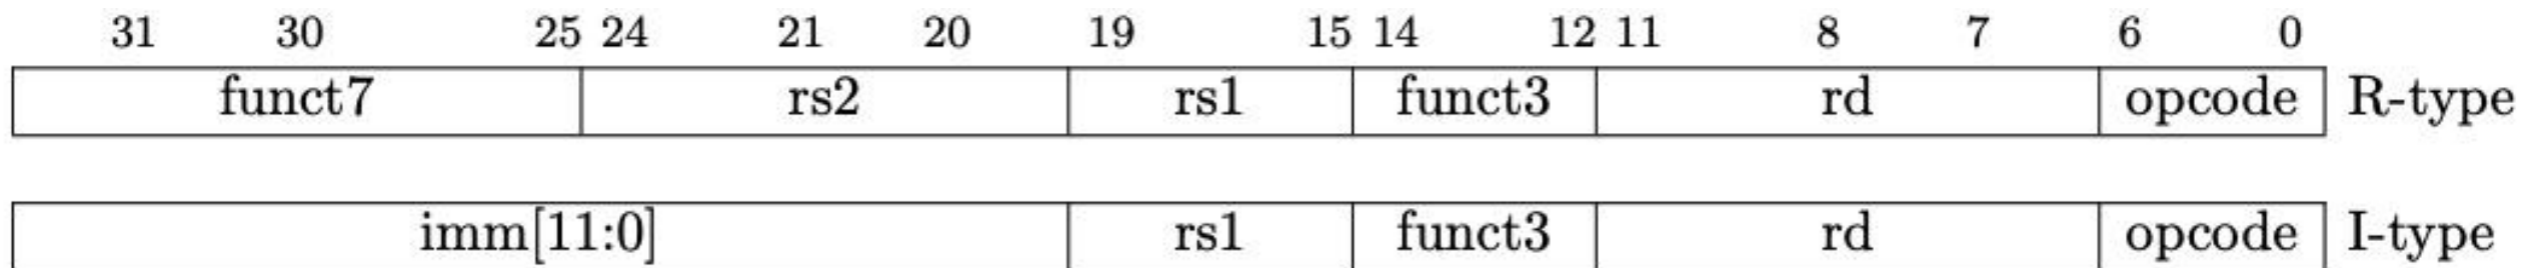 31 30 25 24 21 20 19 15 14 12 11 8 7 6 0
funct7 rs2 rs1 funct3 rd opcode R-type
imm[11:0] rs1 funct3 rd opcode I-type